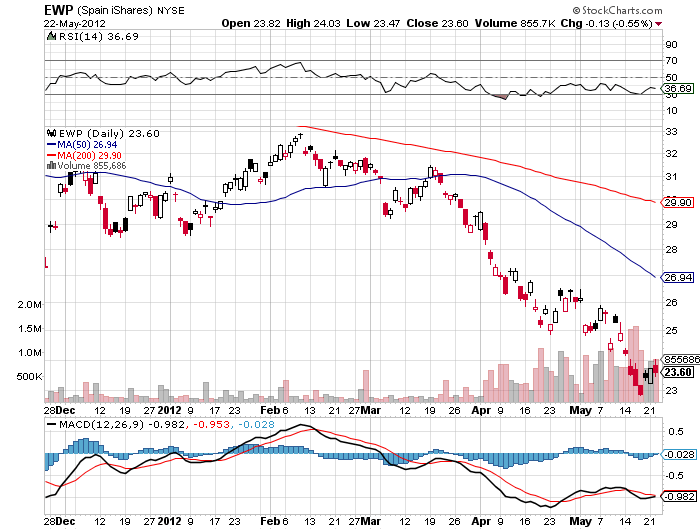 EWP (Spain iShares) NYSE © StockCharts.com
22-May-2012 Open 23.82 High 24.03 Low 23.47 Close 23.60 Volume 855.7K Chg -0.13 (-0.55%)
RSI(14) 36.69
90
70
50
36.69
30
10
EWP (Daily) 23.60
MA(50) 26.94
MA(200) 29.90
Volume 855,686
33
32
31
30
29.90
29
28
27
26.94
26
25
855686
23.60
23
2.0M
1.5M
1.0M
500K
28 Dec 12 19 27 2012 9 17 23 Feb 6 13 21 27 Mar 12 19 26 Apr 9 16 23 May 7 14 21
MACD(12,26,9) -0.982, -0.953, -0.028
0.5
-0.028
-0.5
-0.982
28 Dec 12 19 27 2012 9 17 23 Feb 6 13 21 27 Mar 12 19 26 Apr 9 16 23 May 7 14 21